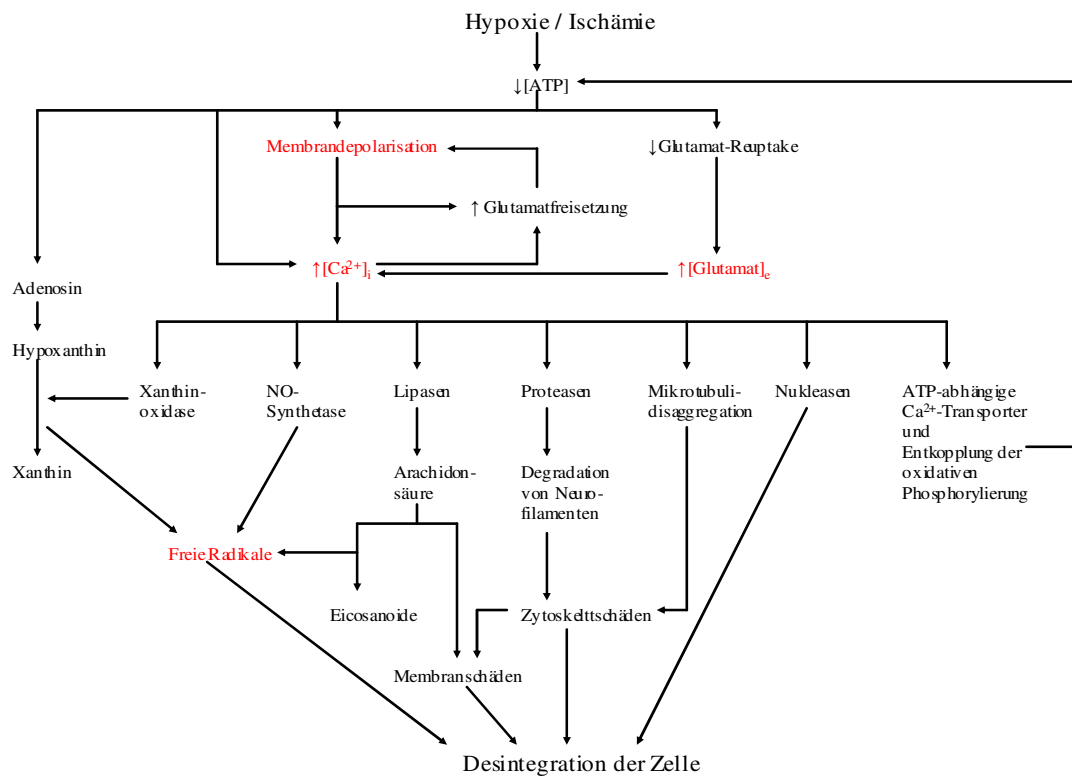 Hypoxie / Ischämie
↓[ATP]
Membrandepolarisation
↓Glutamat-Reuptake
↑ Glutamatfreisetzung
↑[Ca²⁺]ᵢ
↑[Glutamat]ₑ
Adenosin
Hypoxanthin
Xanthin-
oxidase
NO-
Synthetase
Lipasen
Proteasen
Mikrotubuli-
disaggregation
Nukleasen
ATP-abhängige
Ca²⁺-Transporter
und
Entkopplung der
oxidativen
Phosphorylierung
Xanthin
Arachidon-
säure
Degradation
von Neuro-
filamenten
Freie Radikale
Eicosanoide
Zytoskelttschäden
Membranschäden
Desintegration der Zelle